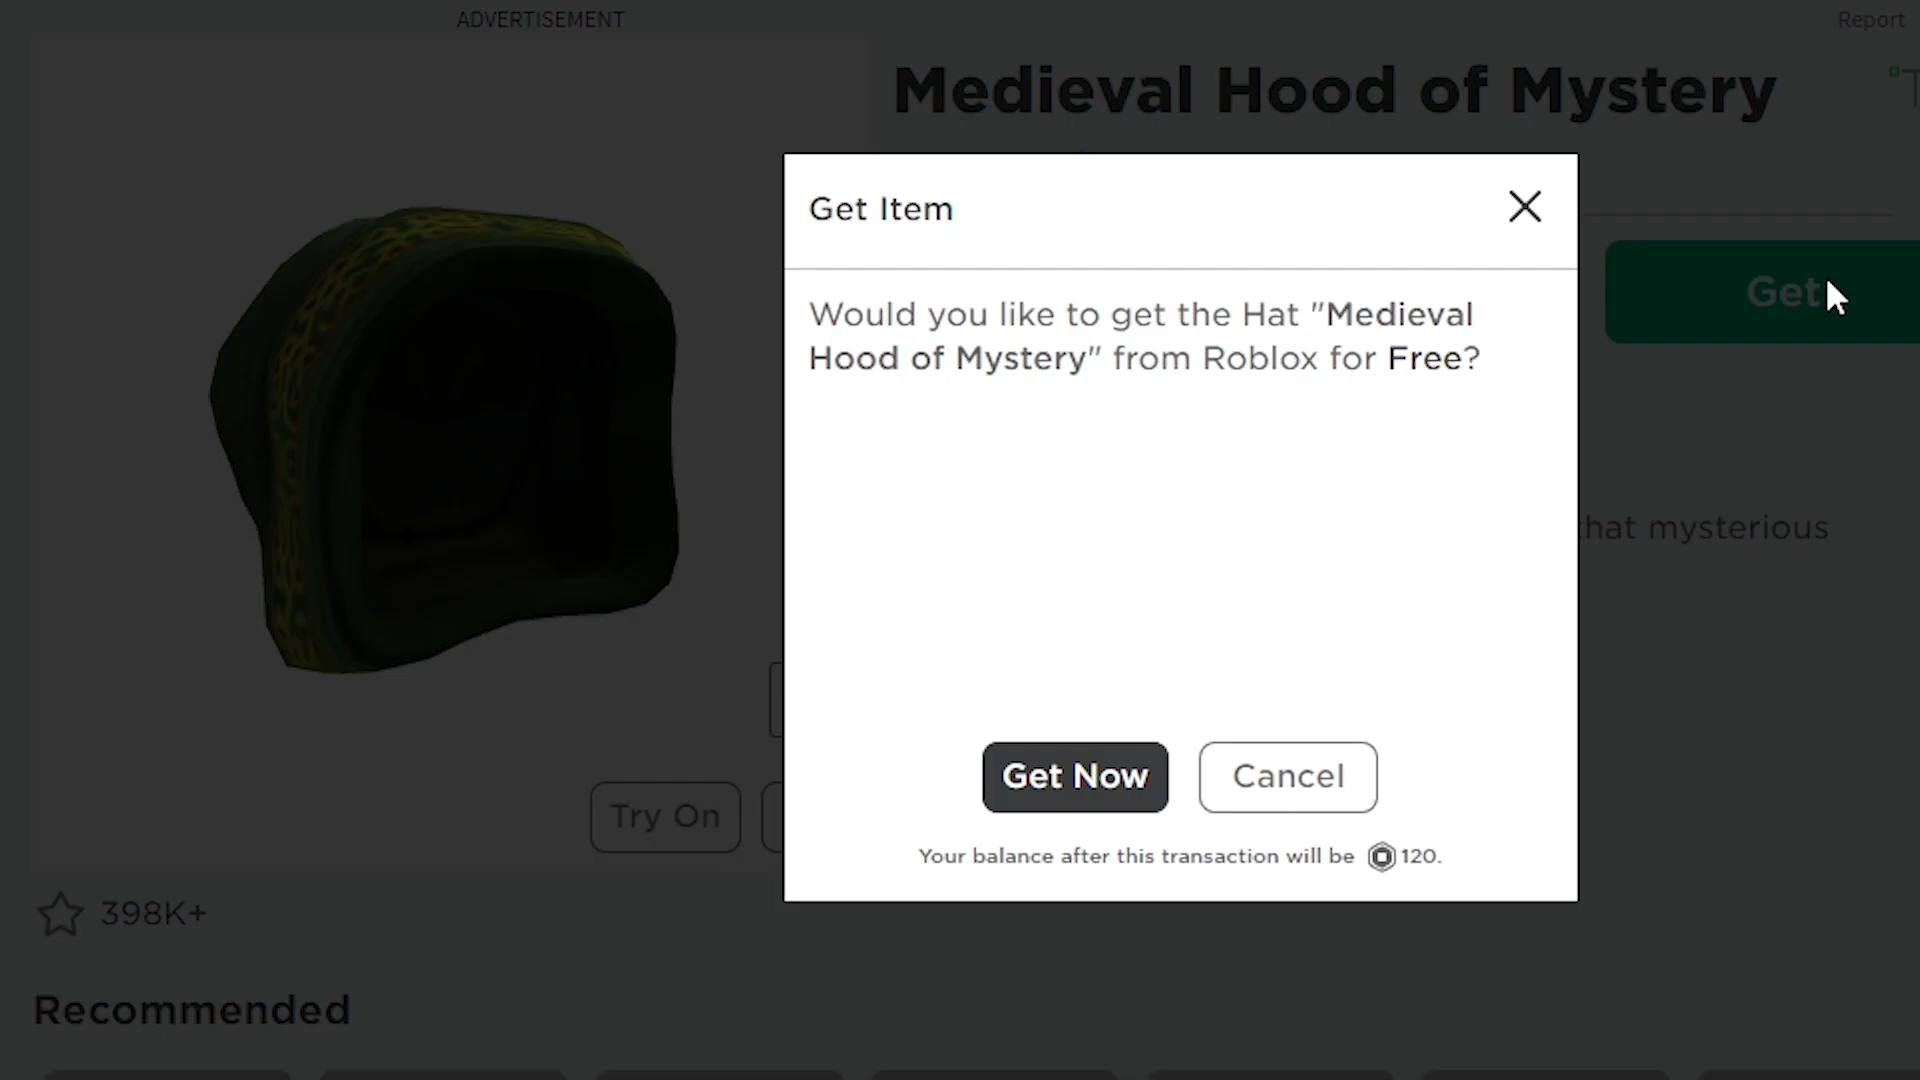 ADVERTISEMENT
Report
Medieval Hood of Mystery
Get Item
Would you like to get the Hat "Medieval
Hood of Mystery" from Roblox for Free?
Get
that mysterious
Get Now
Cancel
Try On
Your balance after this transaction will be 120.
398K+
Recommended